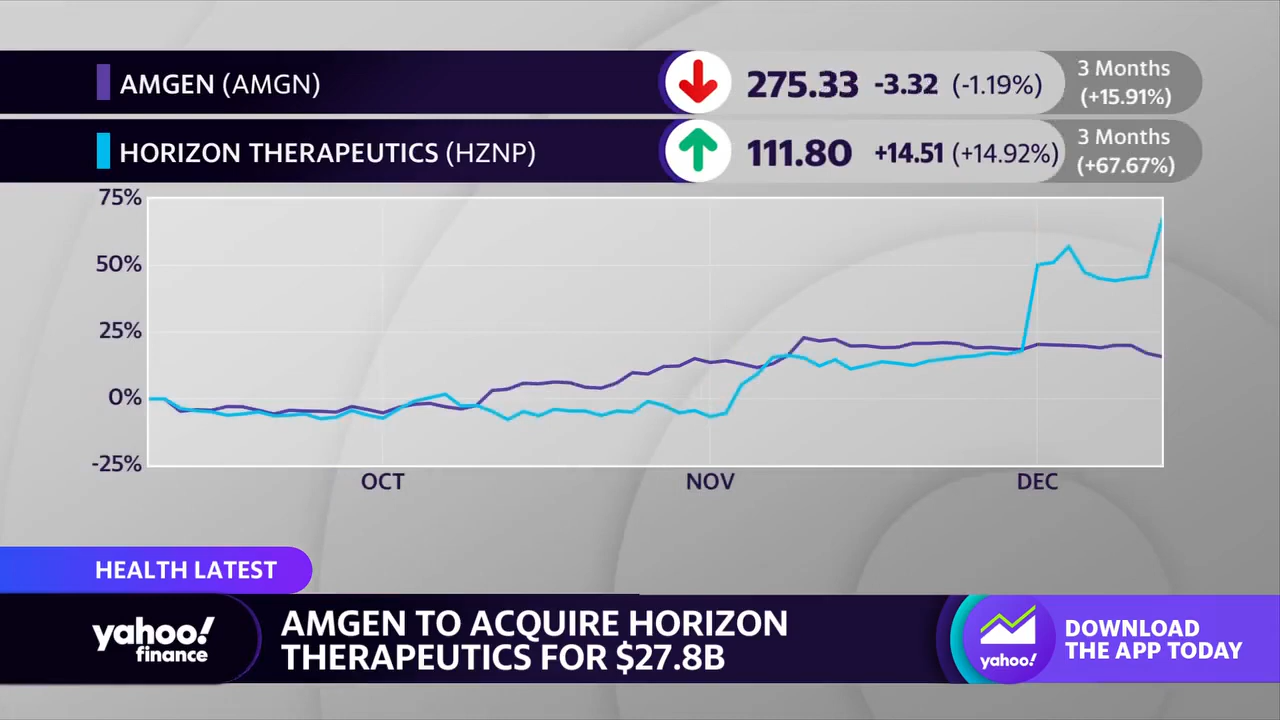 AMGEN (AMGN) 275.33 -3.32 (-1.19%) 3 Months (+15.91%)
HORIZON THERAPEUTICS (HZNP) 111.80 +14.51 (+14.92%) 3 Months (+67.67%)
75%
50%
25%
0%
-25%
OCT NOV DEC
HEALTH LATEST
yahoo!
finance
AMGEN TO ACQUIRE HORIZON
THERAPEUTICS FOR $27.8B
yahoo!
DOWNLOAD
THE APP TODAY